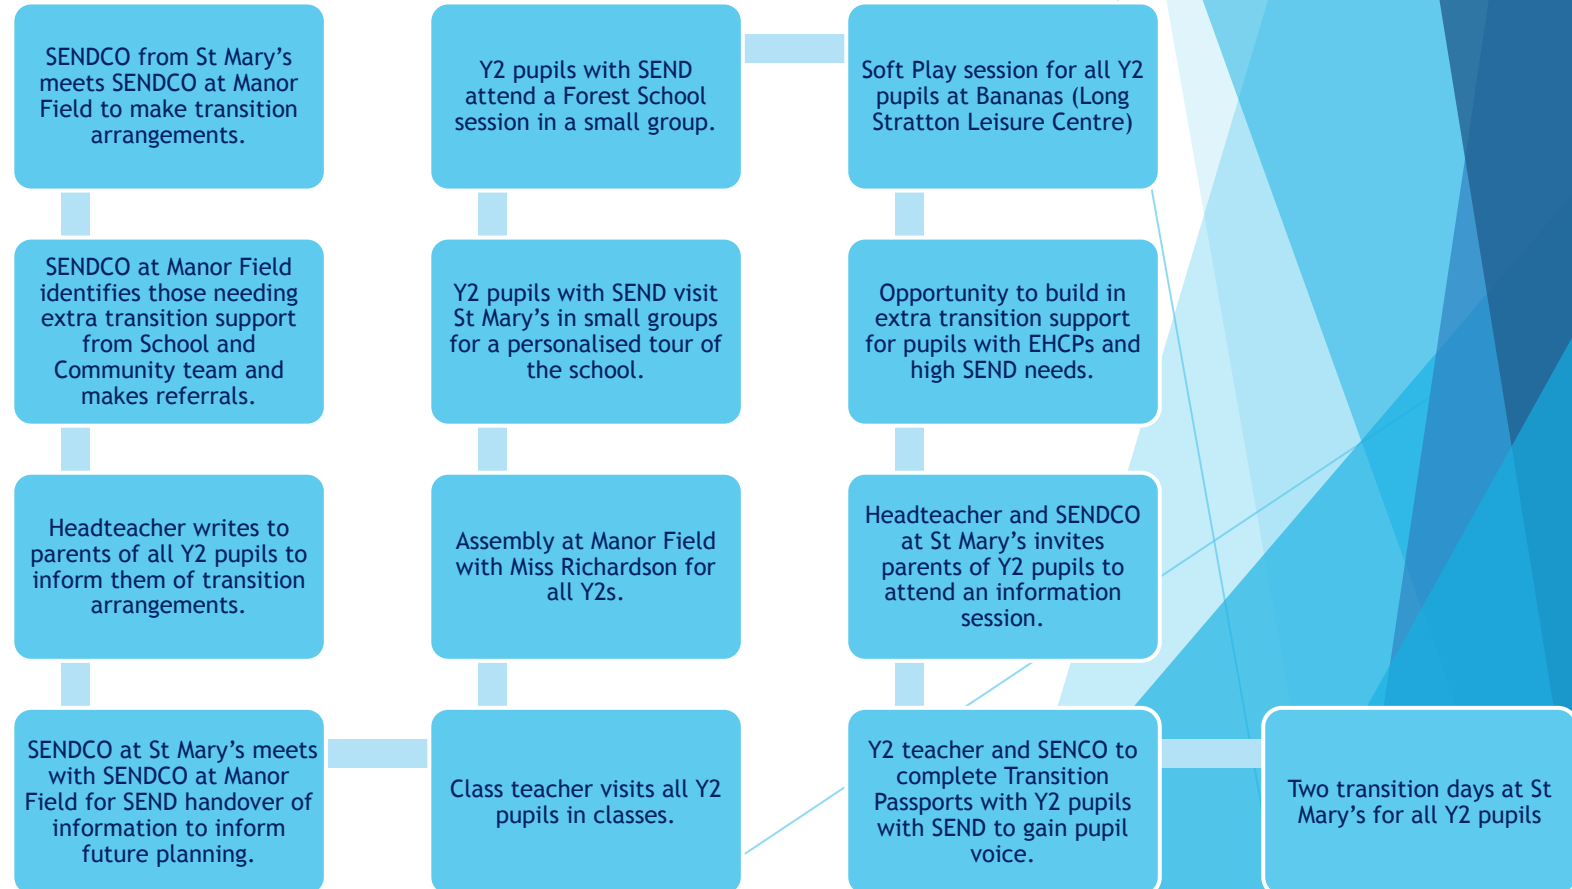 SENDCO from St Mary’s
meets SENDCO at Manor
Field to make transition
arrangements.
SENDCO at Manor Field
identifies those needing
extra transition support
from School and
Community team and
makes referrals.
Headteacher writes to
parents of all Y2 pupils to
inform them of transition
arrangements.
SENDCO at St Mary’s meets
with SENDCO at Manor
Field for SEND handover of
information to inform
future planning.
Class teacher visits all Y2
pupils in classes.
Assembly at Manor Field
with Miss Richardson for
all Y2s.
Y2 pupils with SEND visit
St Mary’s in small groups
for a personalised tour of
the school.
Y2 pupils with SEND
attend a Forest School
session in a small group.
Soft Play session for all Y2
pupils at Bananas (Long
Stratton Leisure Centre)
Opportunity to build in
extra transition support
for pupils with EHCPs and
high SEND needs.
Headteacher and SENDCO
at St Mary’s invites
parents of Y2 pupils to
attend an information
session.
Y2 teacher and SENCO to
complete Transition
Passports with Y2 pupils
with SEND to gain pupil
voice.
Two transition days at St
Mary’s for all Y2 pupils